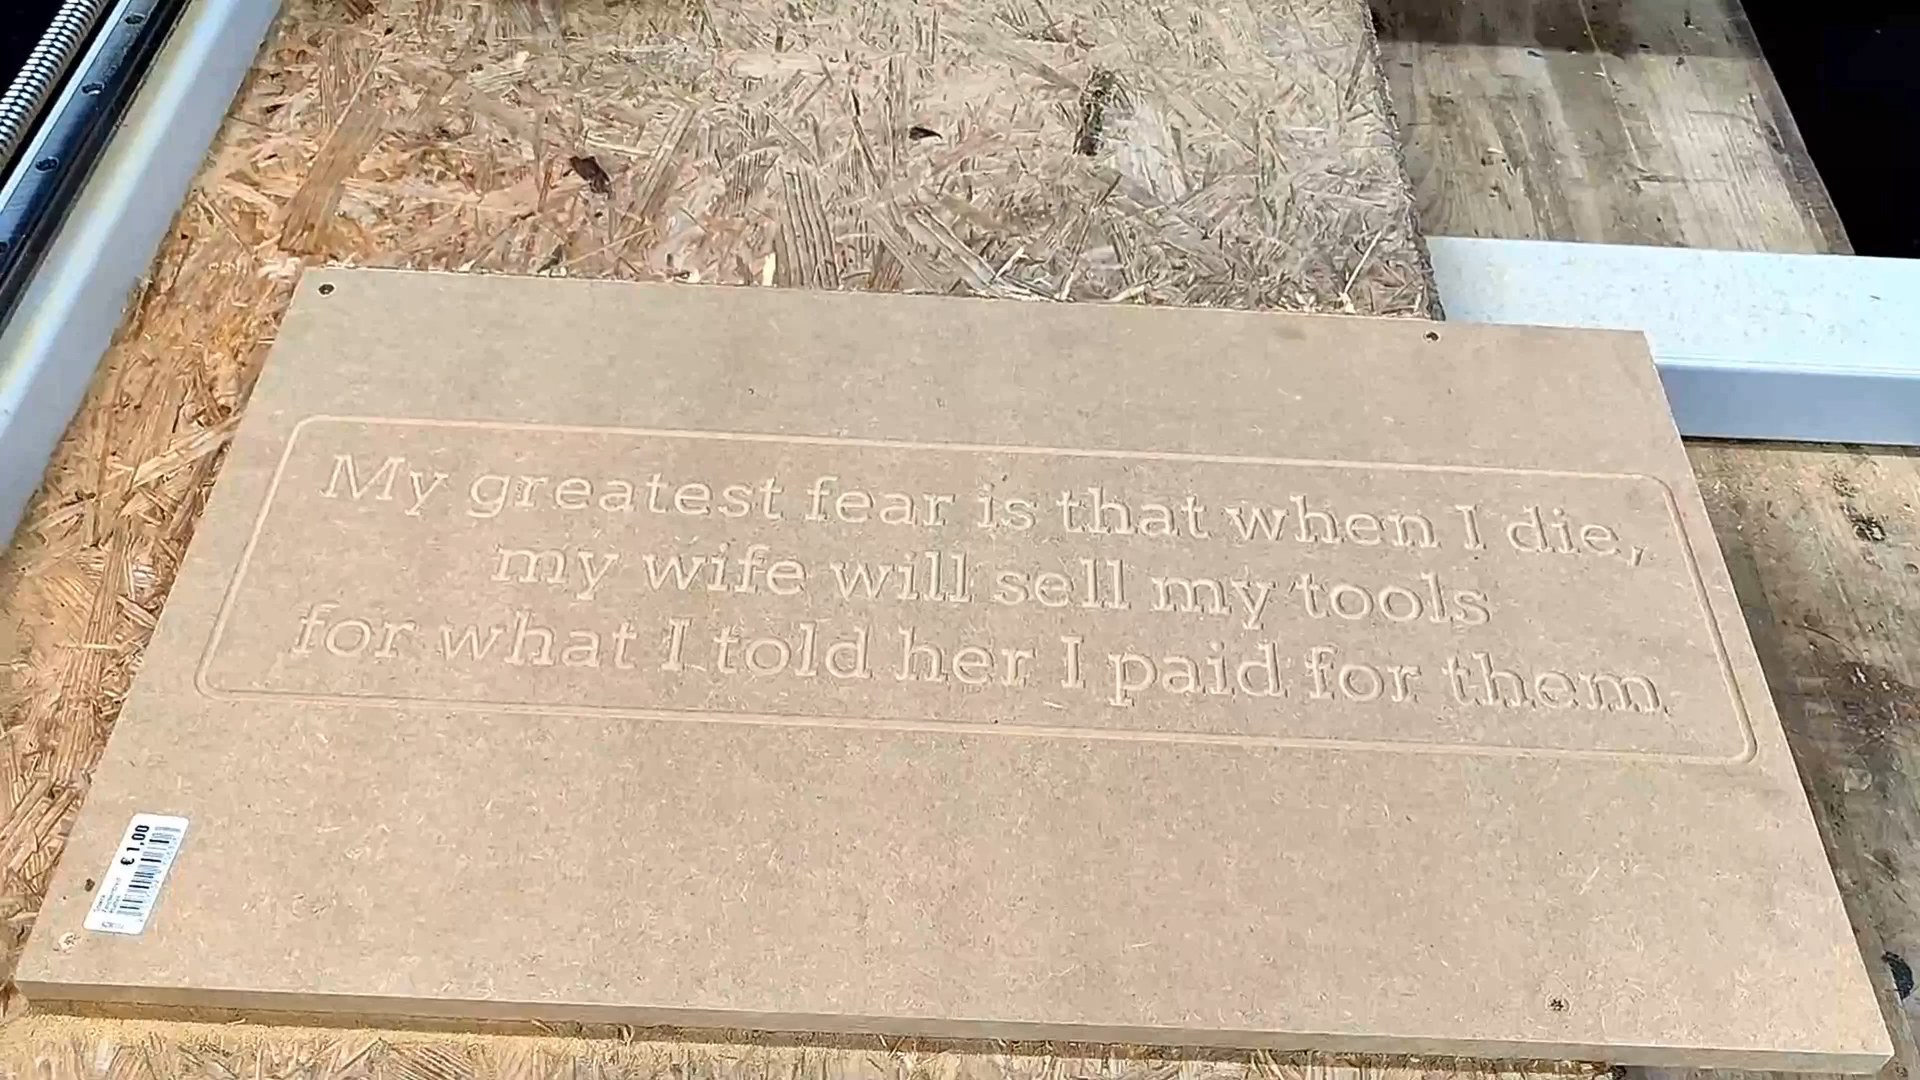 My greatest fear is that when I die,
my wife will sell my tools
for what I told her I paid for them
€ 1.00